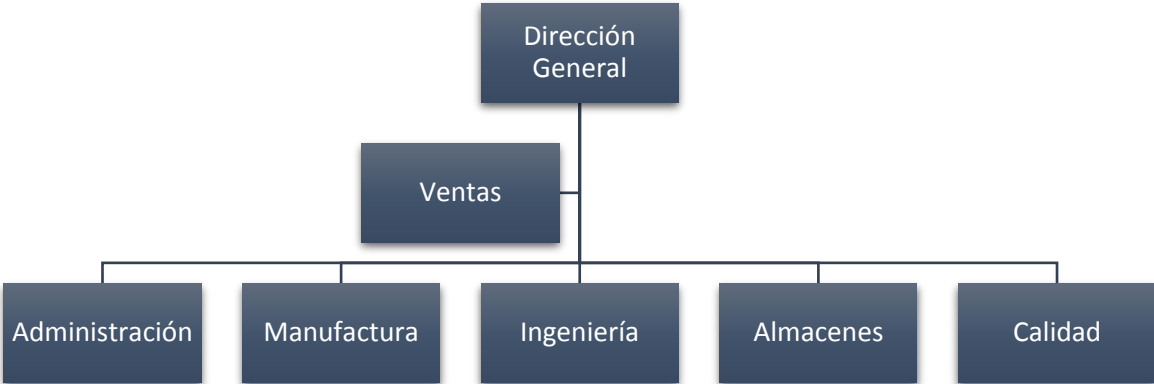 Dirección
General
Ventas
Administración
Manufactura
Ingeniería
Almacenes
Calidad